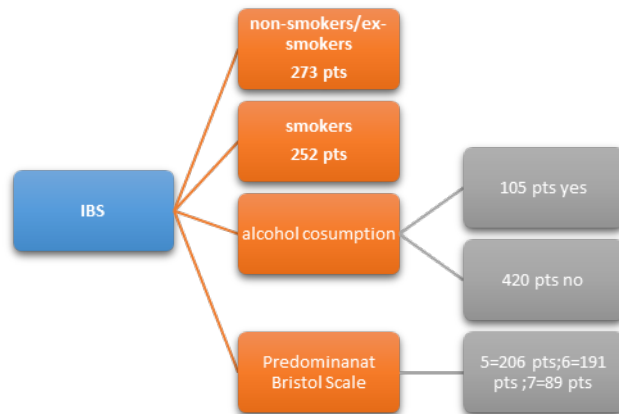 non-smokers/ex-
smokers
273 pts
smokers
252 pts
IBS
alcohol cosumption
105 pts yes
420 pts no
Predominanat
Bristol Scale
5=206 pts;6=191
pts ;7=89 pts